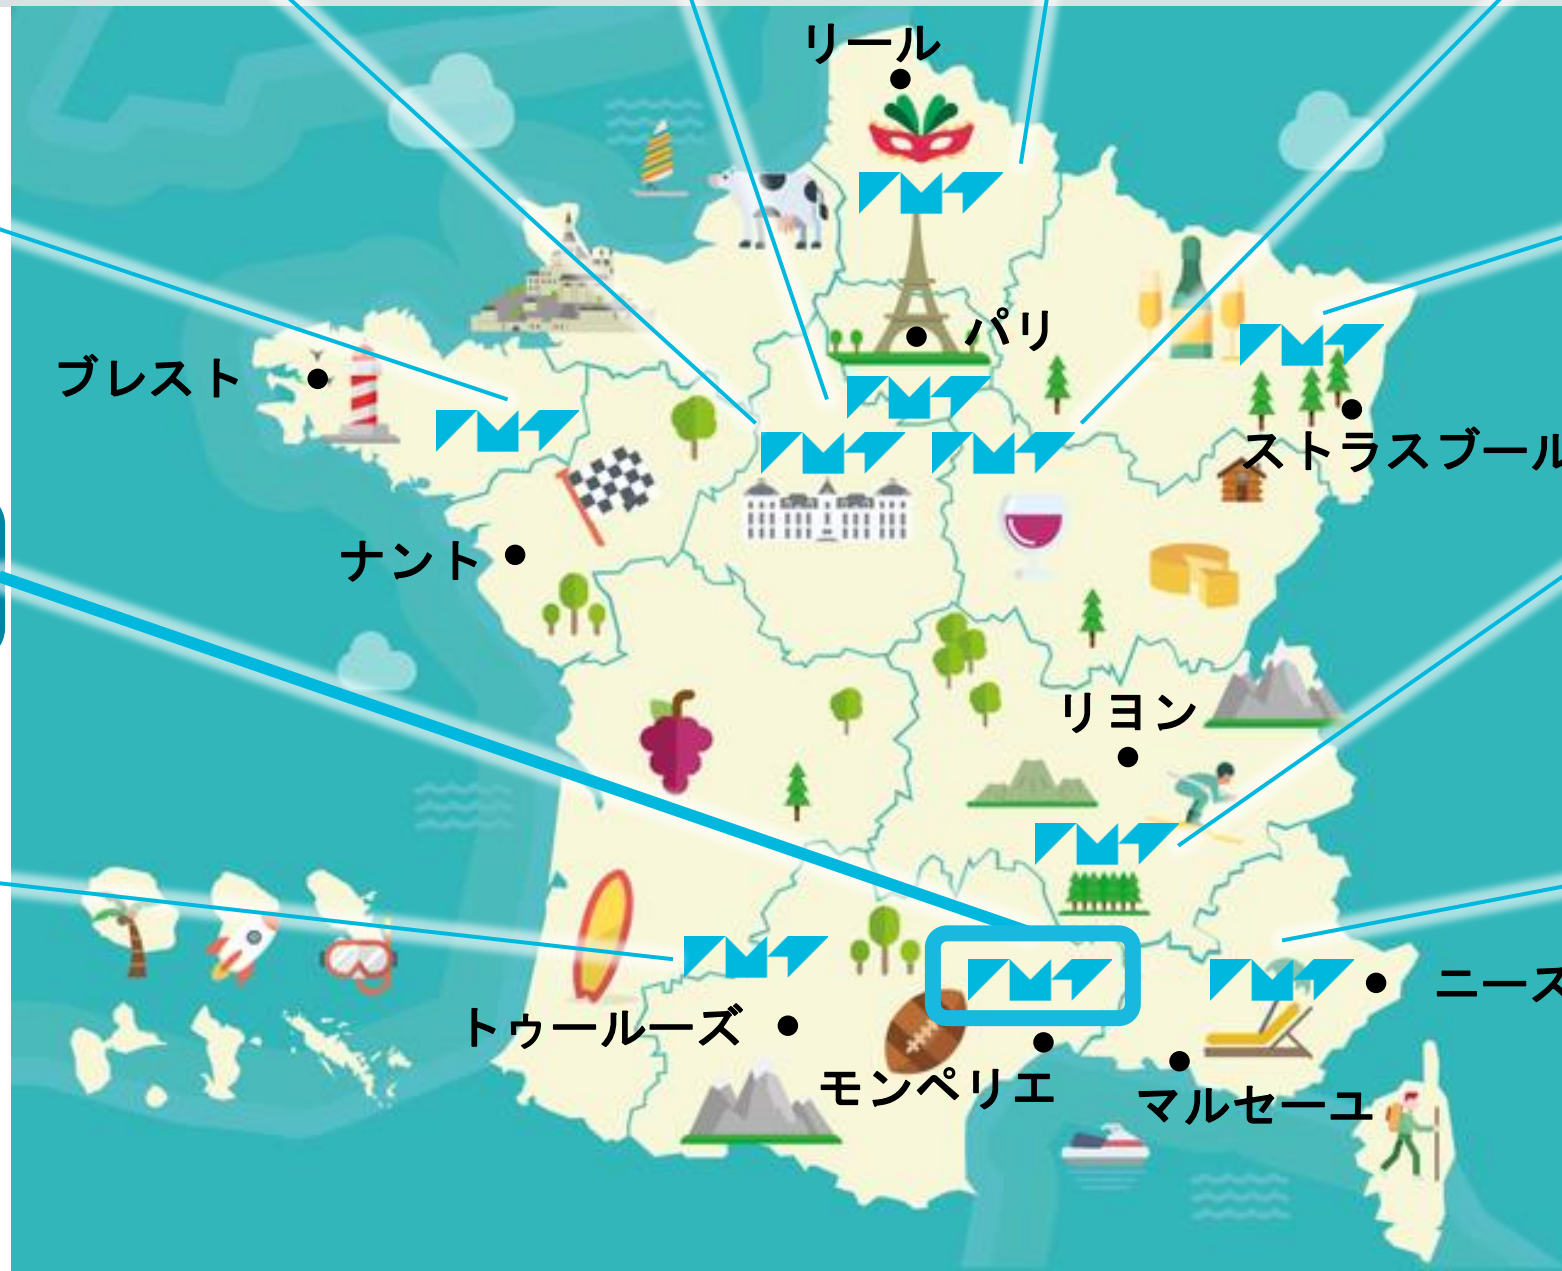 リール
パリ
ブレスト
ストラスブール
ナント
リヨン
ニース
トゥールーズ
モンペリエ
マルセーユ